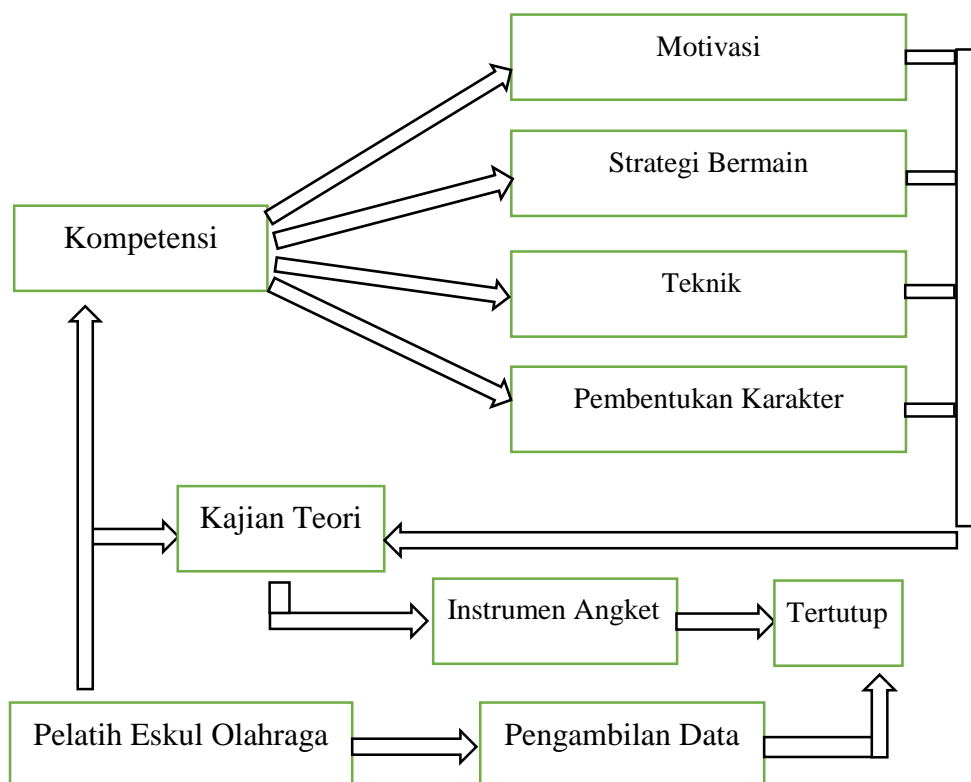 Motivasi
Strategi Bermain
Kompetensi
Teknik
Pembentukan Karakter
Kajian Teori
Instrumen Angket
Tertutup
Pelatih Eskul Olahraga
Pengambilan Data